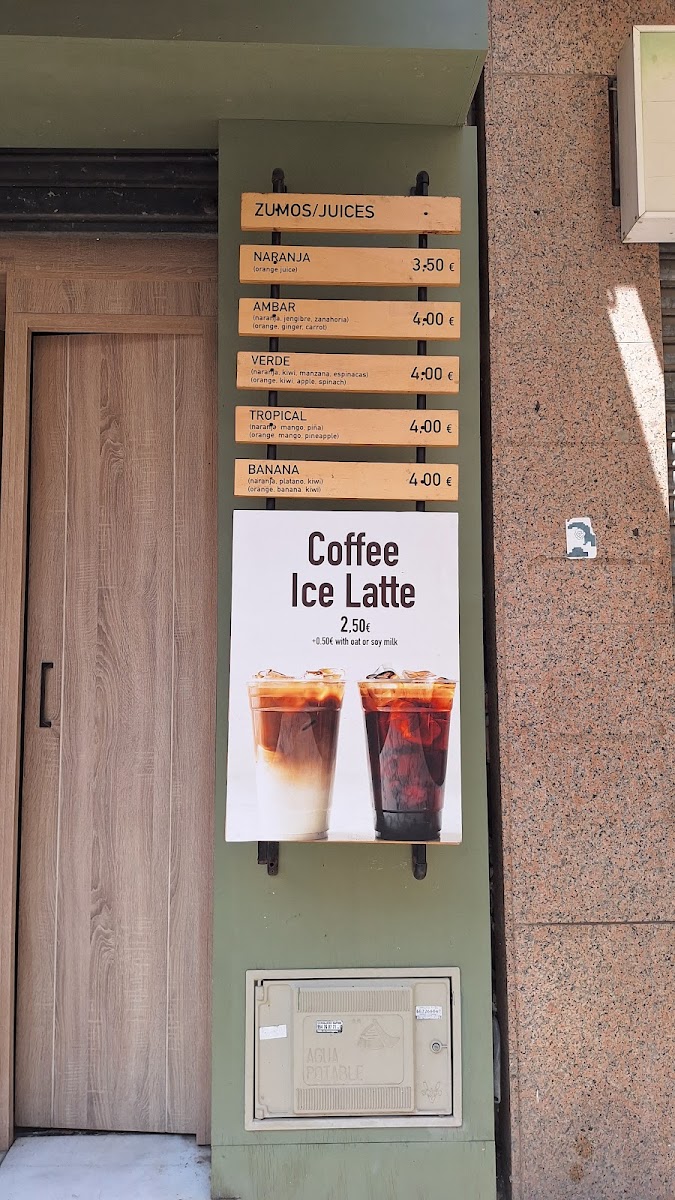 ZUMOS/JUICES
NARANJA
(orange juice)
3,50 €
AMBAR
(naranja, jengibre, zanahoria)
(orange, ginger, carrot)
4,00 €
VERDE
(naranja, kiwi, manzana, espinacas)
(orange, kiwi, apple, spinach)
4,00 €
TROPICAL
(naranja mango, piña)
(orange mango, pineapple)
4,00 €
BANANA
(naranja, platano, kiwi)
(orange, banana kiwi)
4,00 €
Coffee
Ice Latte
2,50€
+0.50€ with oat or soy milk
AGUA
POTABLE